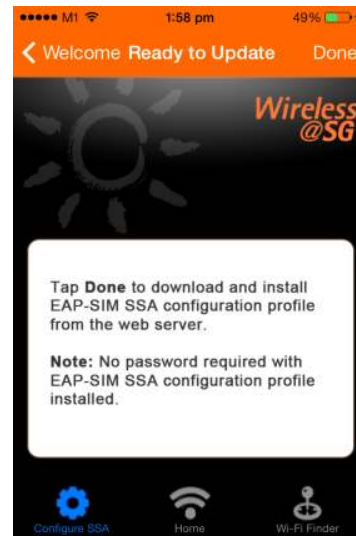 M1 1:58 pm 49%
Welcome Ready to Update Done
Wireless
@SG
Tap Done to download and install
EAP-SIM SSA configuration profile
from the web server.
Note: No password required with
EAP-SIM SSA configuration profile
installed.
Configure SSA Home Wi-Fi Finder